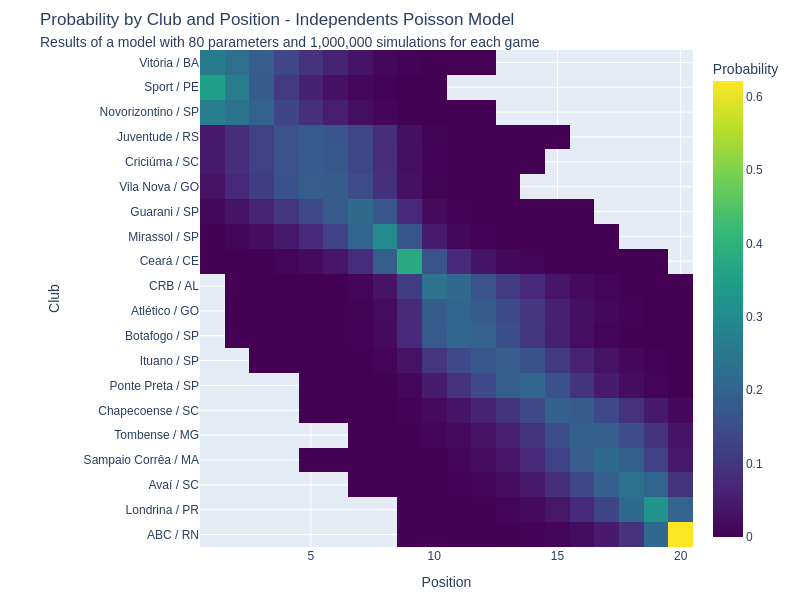 Probability by Club and Position - Independents Poisson Model
Results of a model with 80 parameters and 1,000,000 simulations for each game
Probability
Vitória / BA
Sport / PE
Novorizontino / SP
Juventude / RS
Criciúma / SC
Vila Nova / GO
Guarani / SP
Mirassol / SP
Ceará / CE
CRB / AL
Atlético / GO
Botafogo / SP
Ituano / SP
Ponte Preta / SP
Chapecoense / SC
Tombense / MG
Sampaio Corrêa / MA
Avaí / SC
Londrina / PR
ABC / RN
Club
5
10
15
20
Position
0.6
0.5
0.4
0.3
0.2
0.1
0